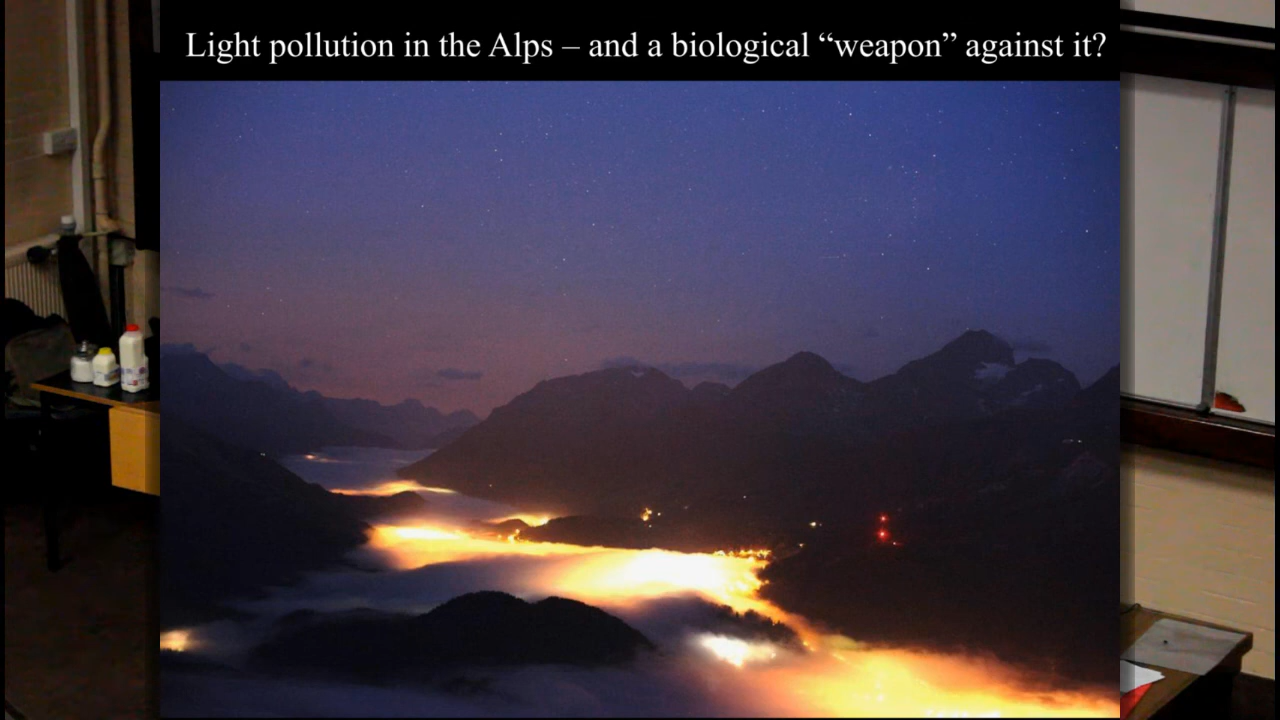 Light pollution in the Alps – and a biological “weapon” against it?